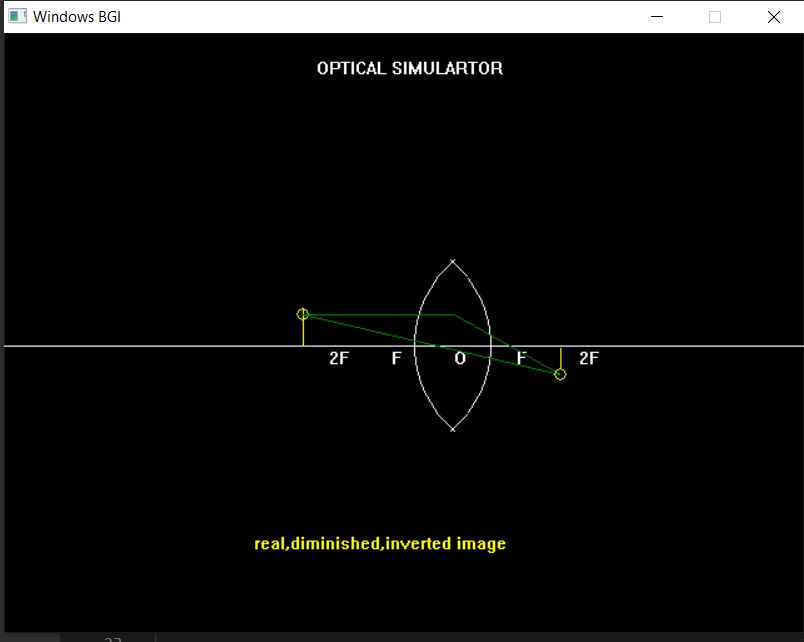 Windows BGI
OPTICAL SIMULARTOR
2F F O F 2F
real,diminished,inverted image